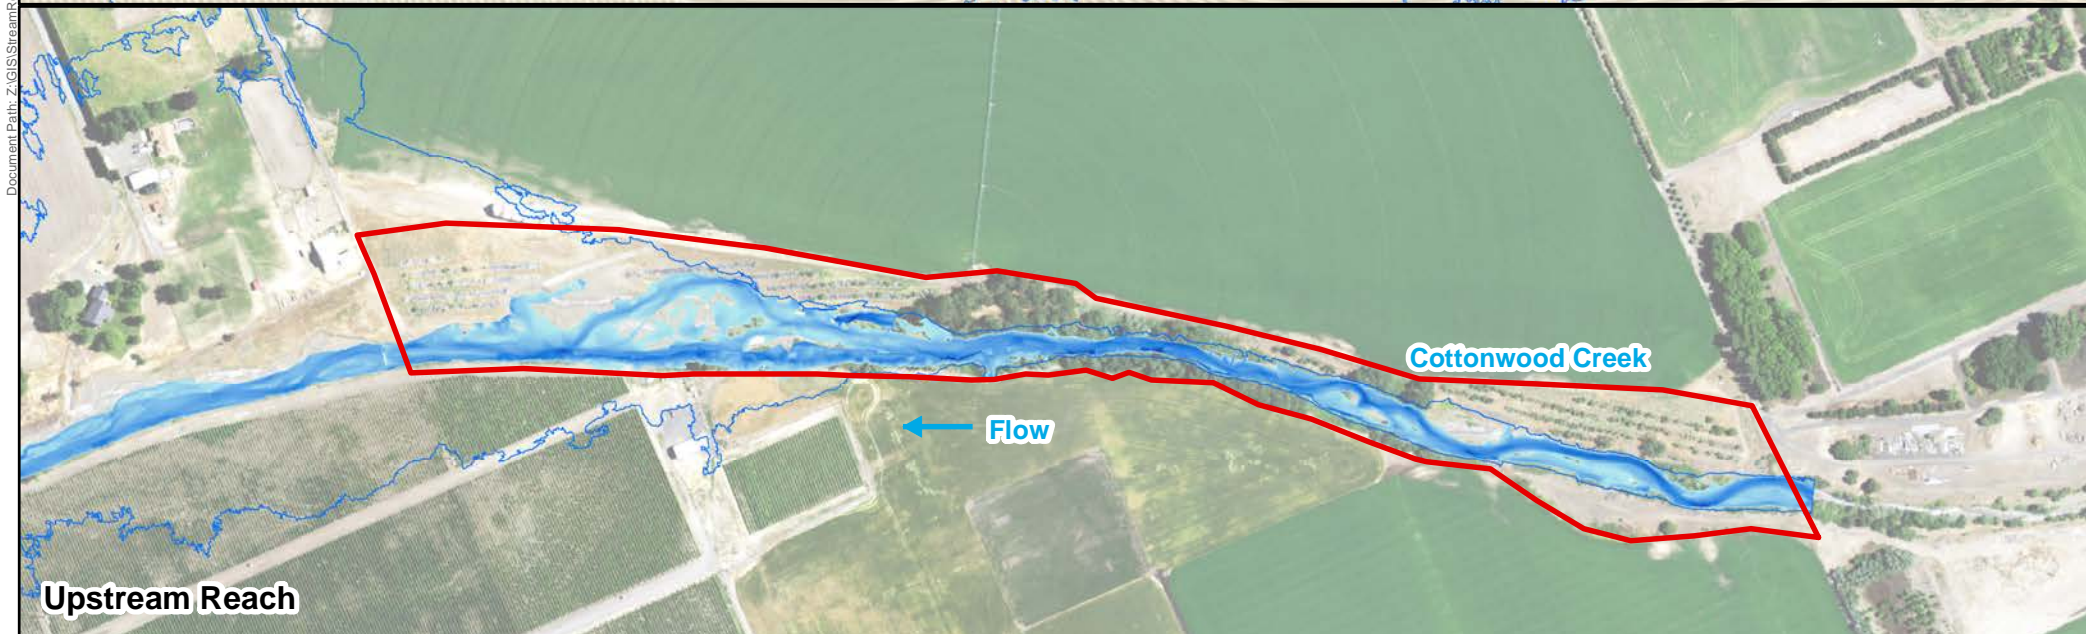 Document Path: Z:\GIS\StreamR
Cottonwood Creek
Flow
Upstream Reach